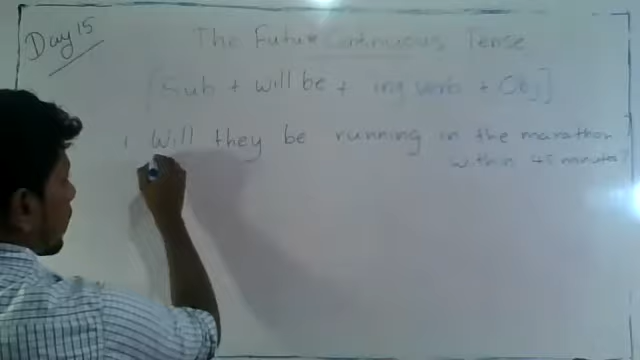 Day 15
The Future Continuous Tense
[Sub + will be + ing verb + Obj]
1 Will they be running in the marathon
within 45 minutes?